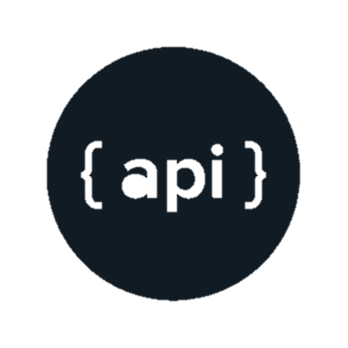 { api }